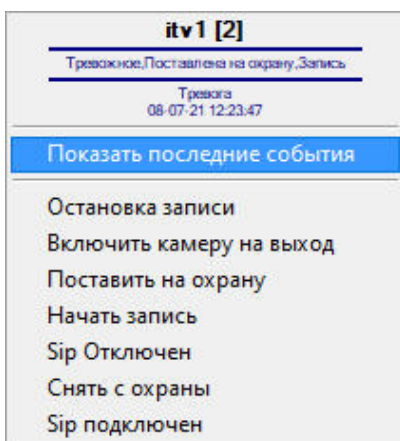 itv1 [2]
Тревожное,Поставлена на охрану,Запись
Тревога
08-07-21 12:23:47
Показать последние события
Остановка записи
Включить камеру на выход
Поставить на охрану
Начать запись
Sip Отключен
Снять с охраны
Sip подключен